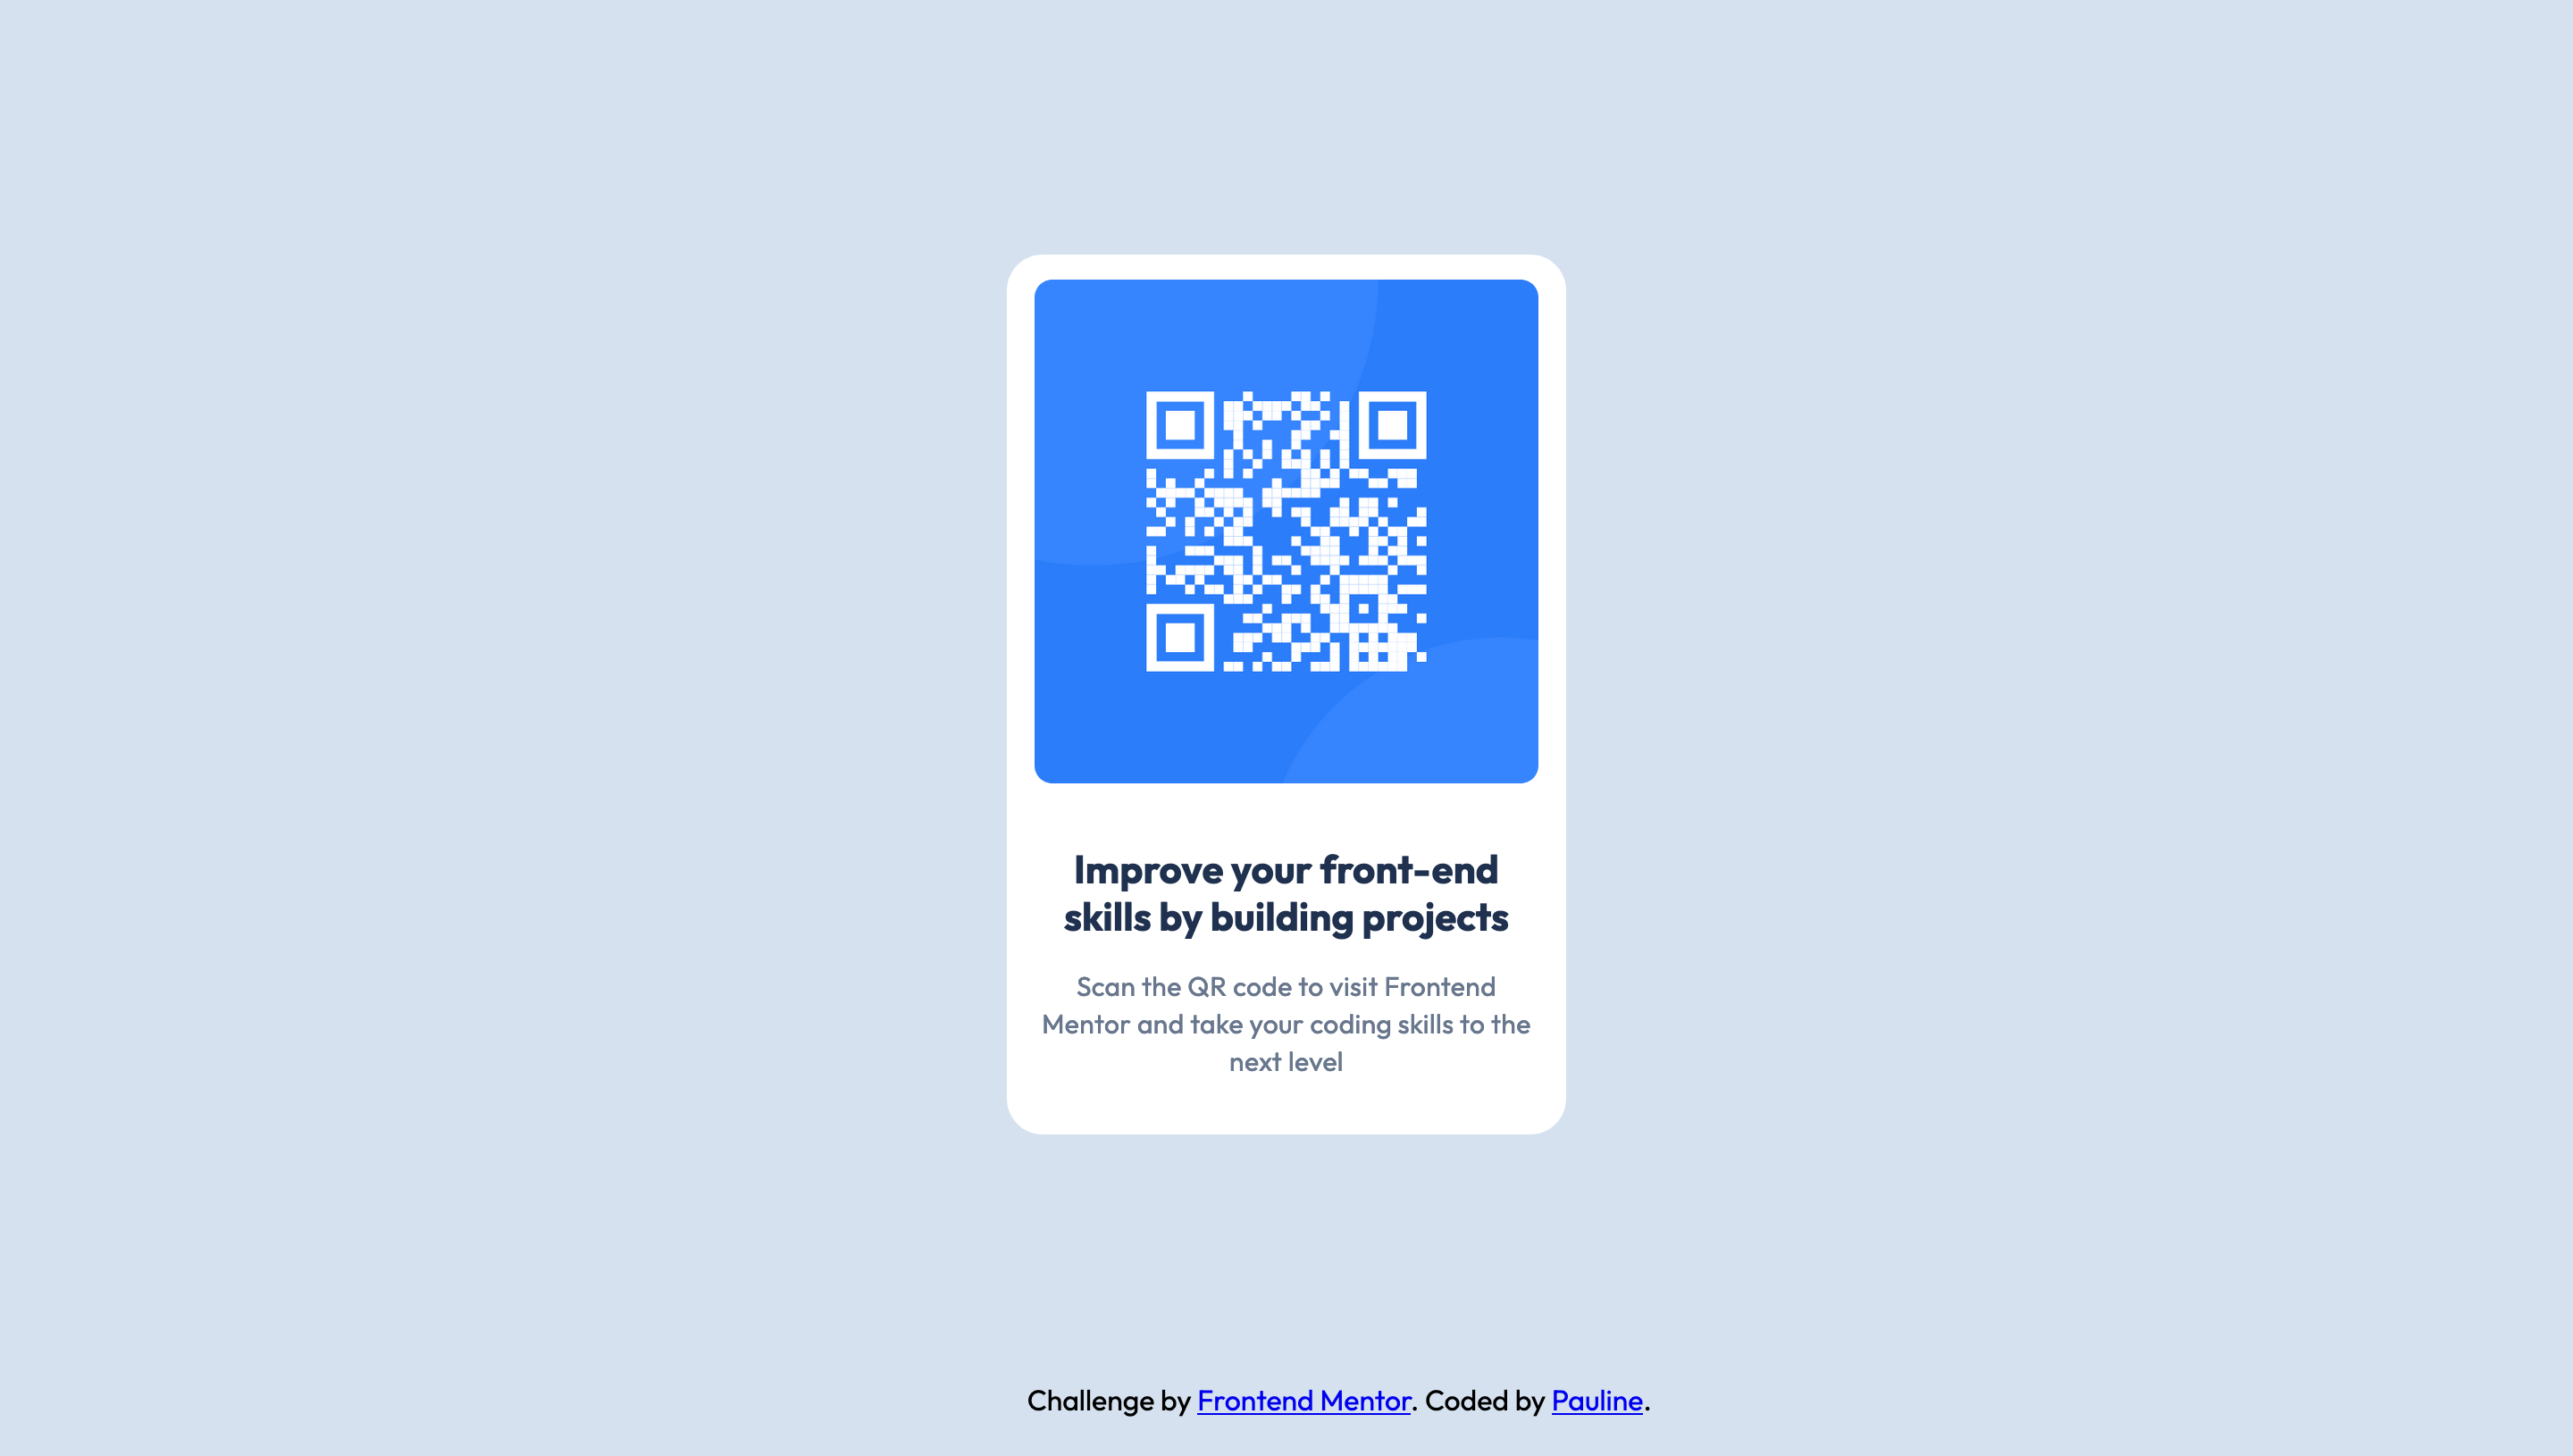 Improve your front-end
skills by building projects
Scan the QR code to visit Frontend
Mentor and take your coding skills to the
next level
Challenge by Frontend Mentor. Coded by Pauline.